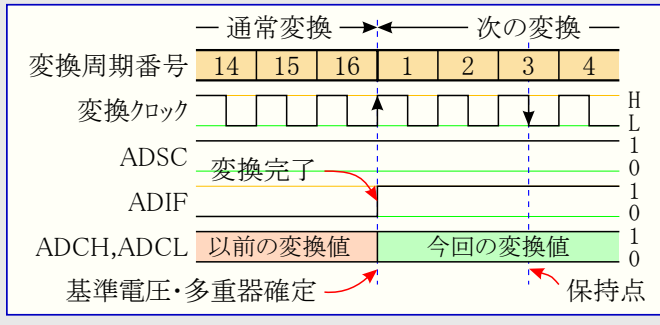 通常変換 次の変換
変換周期番号 14 15 16 1 2 3 4
変換ｸﾛｯｸ H L
ADSC 1 0
変換完了
ADIF 1 0
ADCH,ADCL 以前の変換値 今回の変換値 1 0
基準電圧･多重器確定 保持点